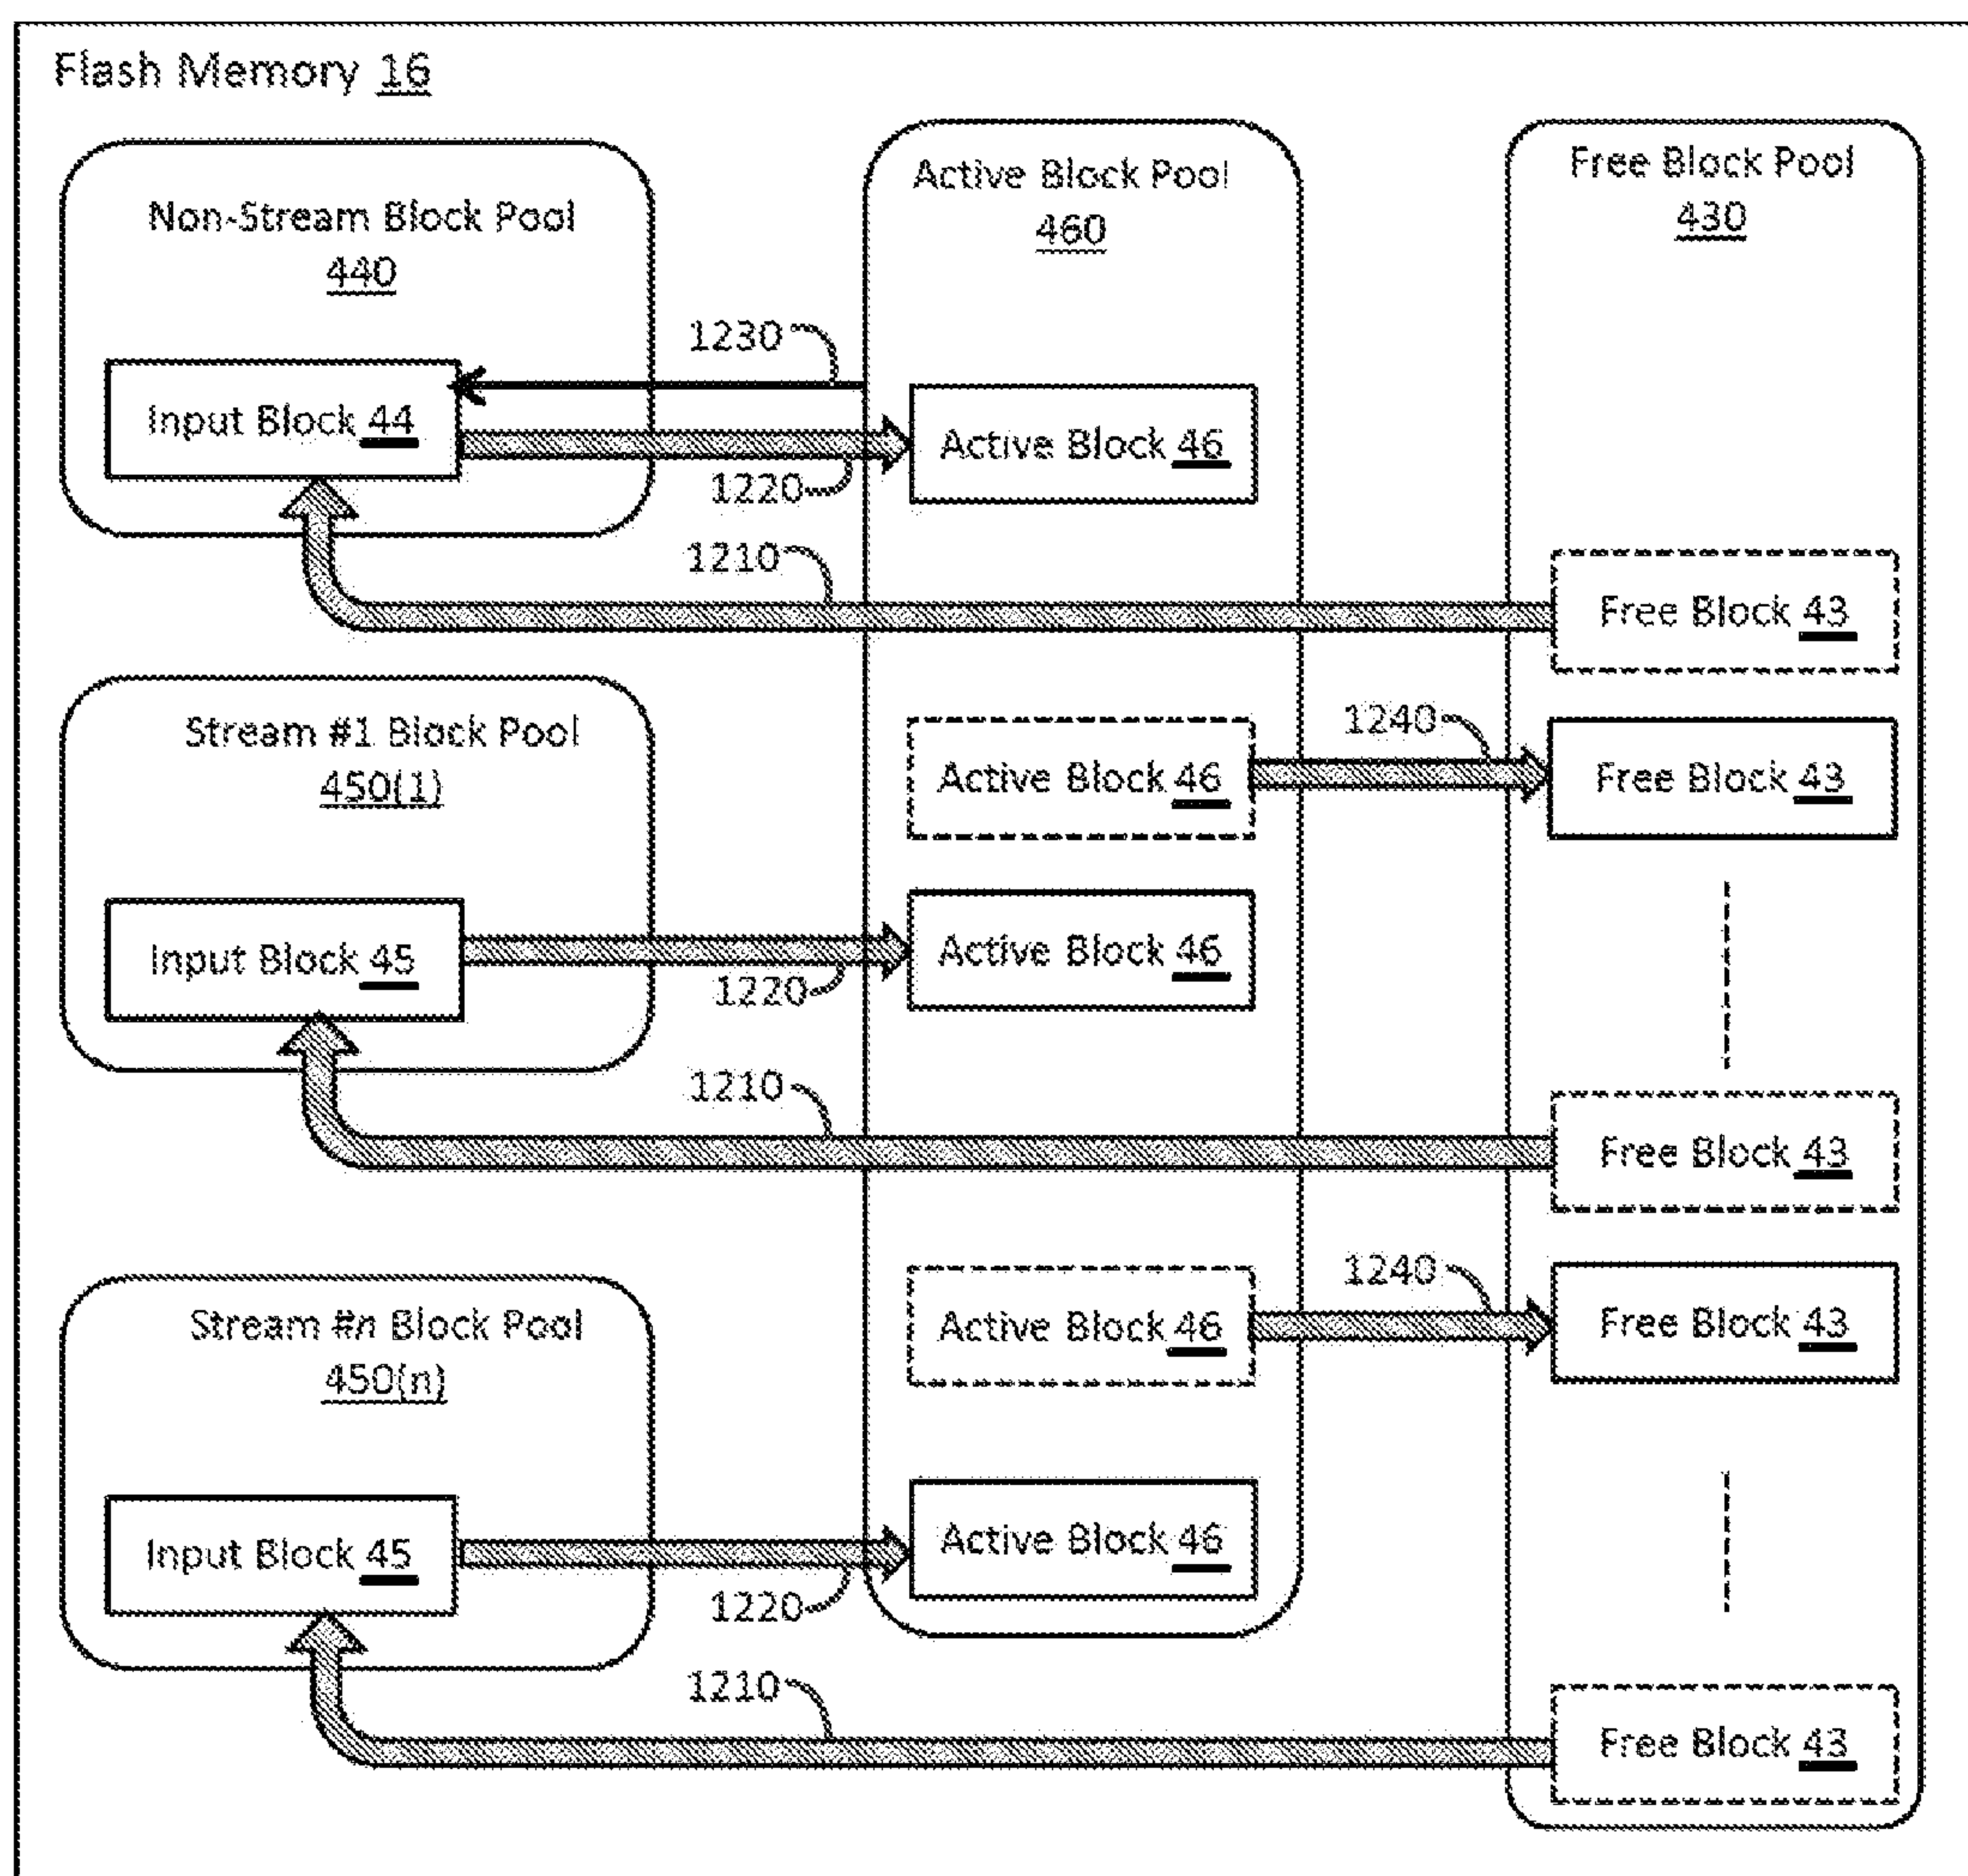 Flash Memory 16
Non-Stream Block Pool
440
Active Block Pool
460
Free Block Pool
430
1230
Input Block 44
Active Block 46
1220
1210
Free Block 43
Stream #1 Block Pool
450(1)
1240
Active Block 46
Free Block 43
Input Block 45
Active Block 46
1220
1210
Free Block 43
Stream #n Block Pool
450(n)
1240
Active Block 46
Free Block 43
Input Block 45
Active Block 46
1220
1210
Free Block 43